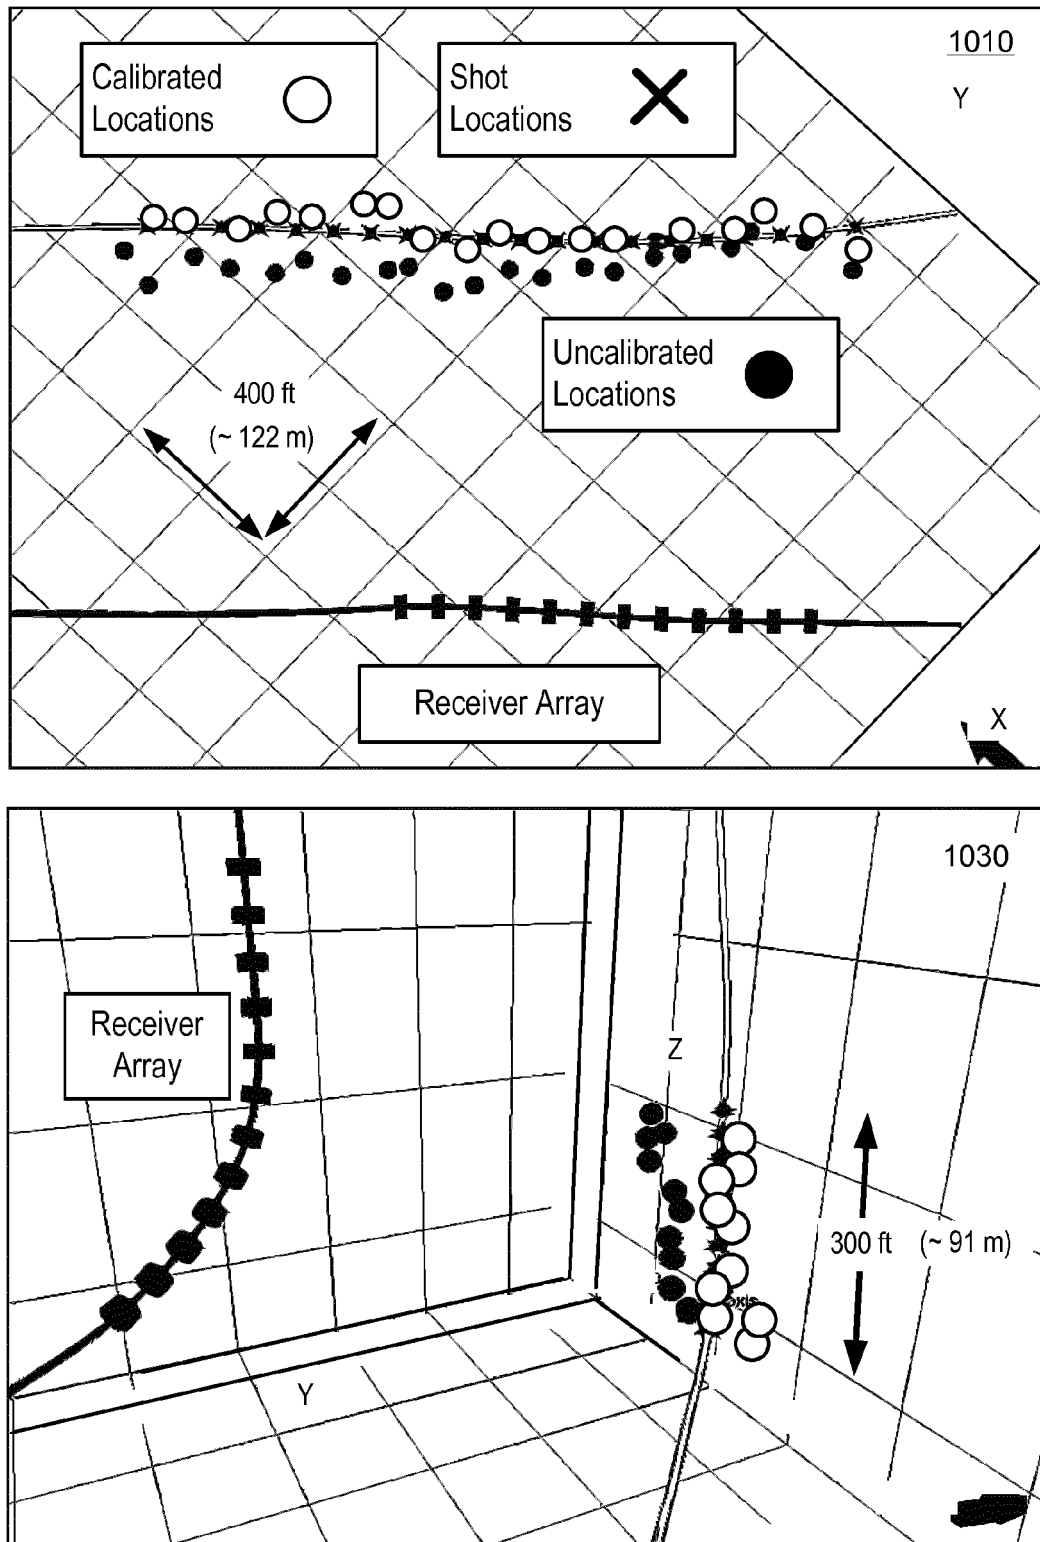 1010
Y
Calibrated
Locations
Shot
Locations
Uncalibrated
Locations
400 ft
(~ 122 m)
Receiver Array
X
1030
Receiver
Array
Z
300 ft (~ 91 m)
Y